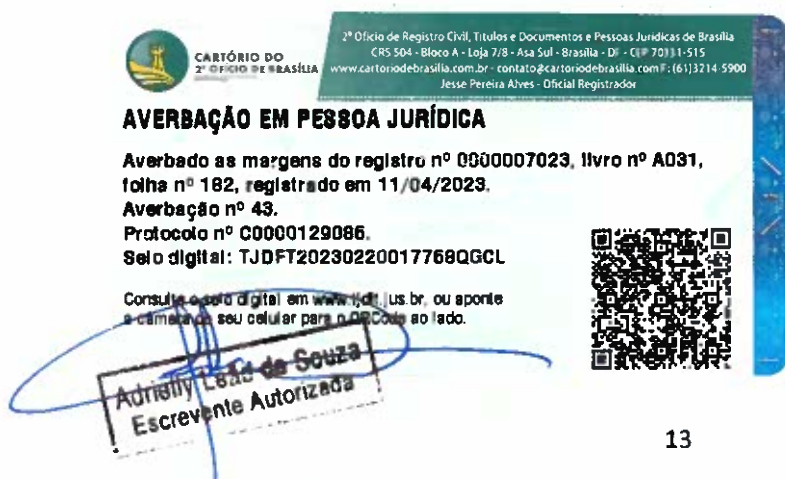 CARTÓRIO DO
2º OFÍCIO DE BRASÍLIA
2º Ofício de Registro Civil, Títulos e Documentos e Pessoas Jurídicas de Brasília
CRS 504 - Bloco A - Loja 7/8 - Asa Sul - Brasília - DF - CEP 70331-515
www.cartoriodebrasilia.com.br - contato@cartoriodebrasilia.com F: (61)3214-5900
Jesse Pereira Alves - Oficial Registrador
AVERBAÇÃO EM PESSOA JURÍDICA
Averbado as margens do registro nº 0000007023, livro nº A031,
folha nº 182, registrado em 11/04/2023.
Averbação nº 43.
Protocolo nº C0000129086.
Selo digital: TJDFT20230220017768QGCL
Consulte o selo digital em www.tjdft.jus.br, ou aponte
a câmera do seu celular para o QRCode ao lado.
Adrielly Leão de Souza
Escrevente Autorizada
13